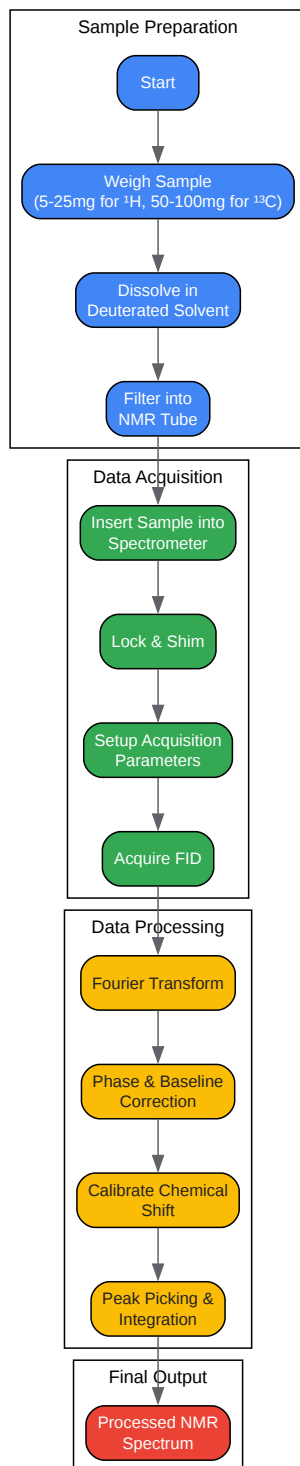 Sample Preparation
Start
Weigh Sample
(5-25mg for ¹H, 50-100mg for ¹³C)
Dissolve in
Deuterated Solvent
Filter into
NMR Tube
Data Acquisition
Insert Sample into
Spectrometer
Lock & Shim
Setup Acquisition
Parameters
Acquire FID
Data Processing
Fourier Transform
Phase & Baseline
Correction
Calibrate Chemical
Shift
Peak Picking &
Integration
Final Output
Processed NMR
Spectrum